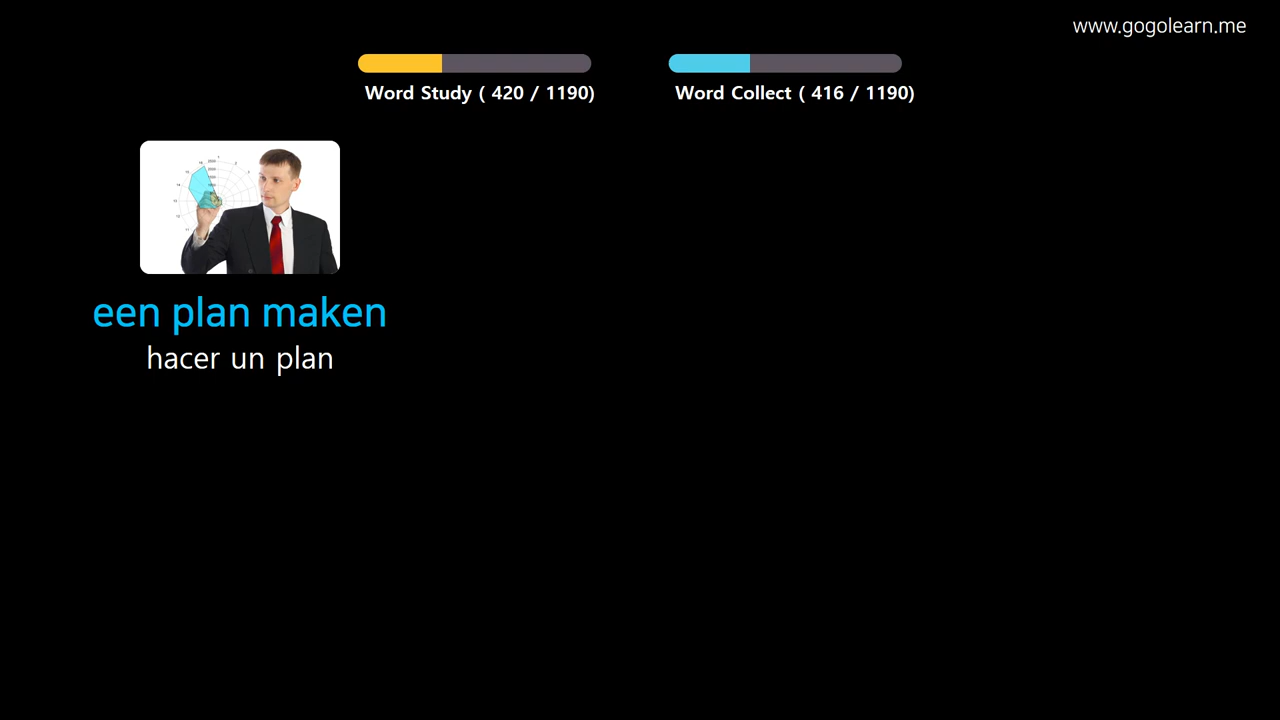 www.gogolearn.me
Word Study ( 420 / 1190)
Word Collect ( 416 / 1190)
een plan maken
hacer un plan